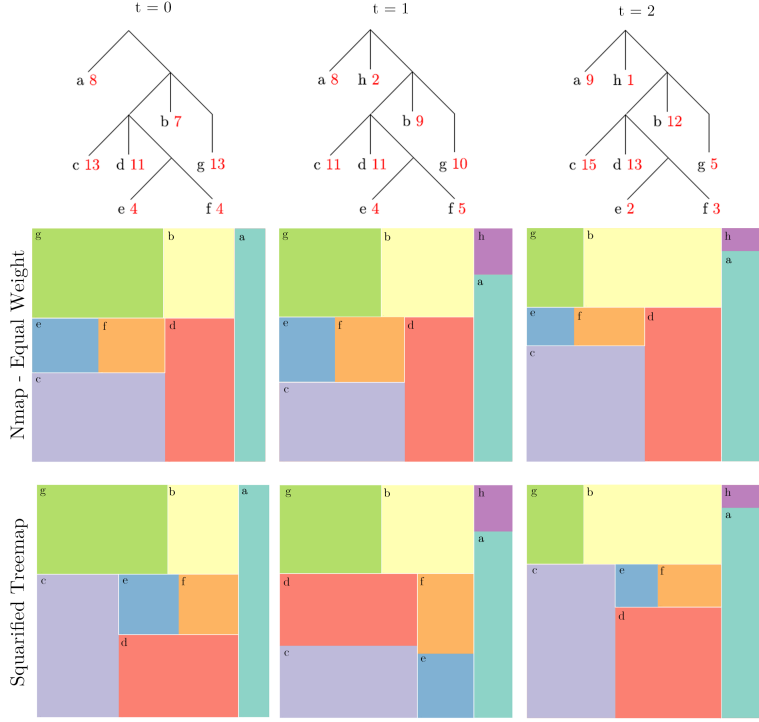 t = 0 t = 1 t = 2
a 8 a 8 h 2 a 9 h 1
b 7 b 9 b 12
c 13 d 11 g 13 c 11 d 11 g 10 c 15 d 13 g 5
e 4 f 4 e 4 f 5 e 2 f 3
Nmap - Equal Weight
g b a g b h g b h
a a
e f d e f d e f d
c c c
Squarified Treemap
g b a g b h g b h
a a
c e f d f c e f
d c e d